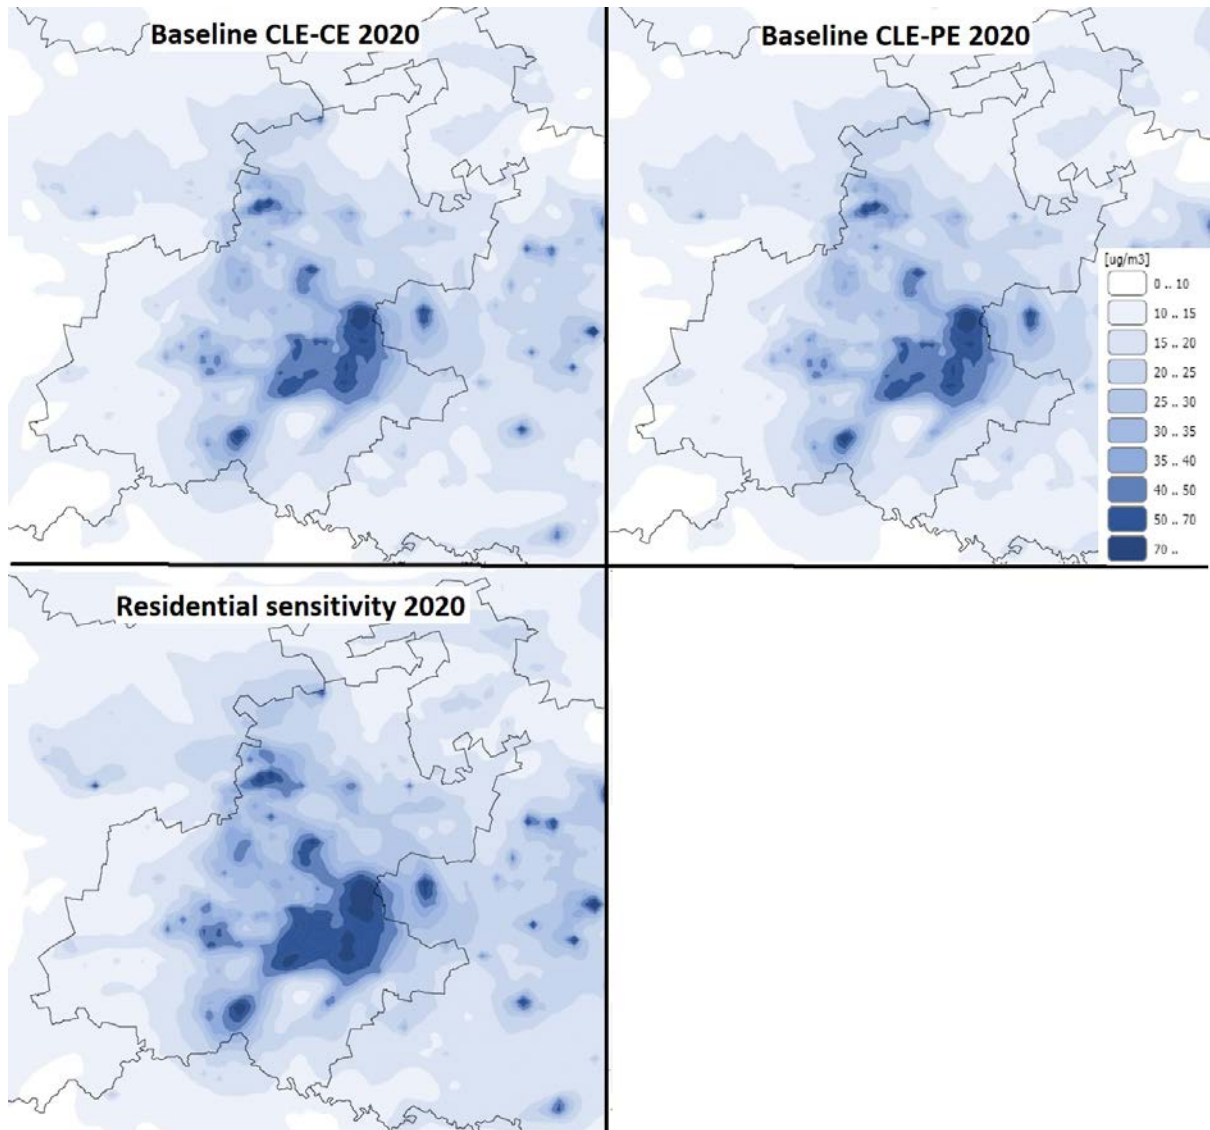 Baseline CLE-CE 2020
Baseline CLE-PE 2020
[ug/m3]
0 .. 10
10 .. 15
15 .. 20
20 .. 25
25 .. 30
30 .. 35
35 .. 40
40 .. 50
50 .. 70
70 ..
Residential sensitivity 2020